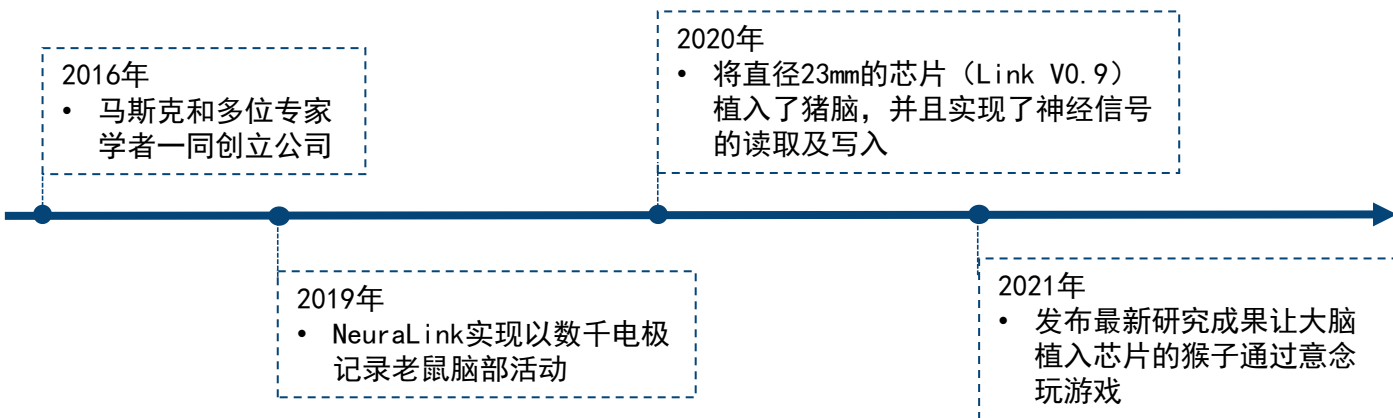 2016年
• 马斯克和多位专家
学者一同创立公司
2020年
• 将直径23mm的芯片（Link V0.9）
植入了猪脑，并且实现了神经信号
的读取及写入
2019年
• NeuraLink实现以数千电极
记录老鼠脑部活动
2021年
• 发布最新研究成果让大脑
植入芯片的猴子通过意念
玩游戏